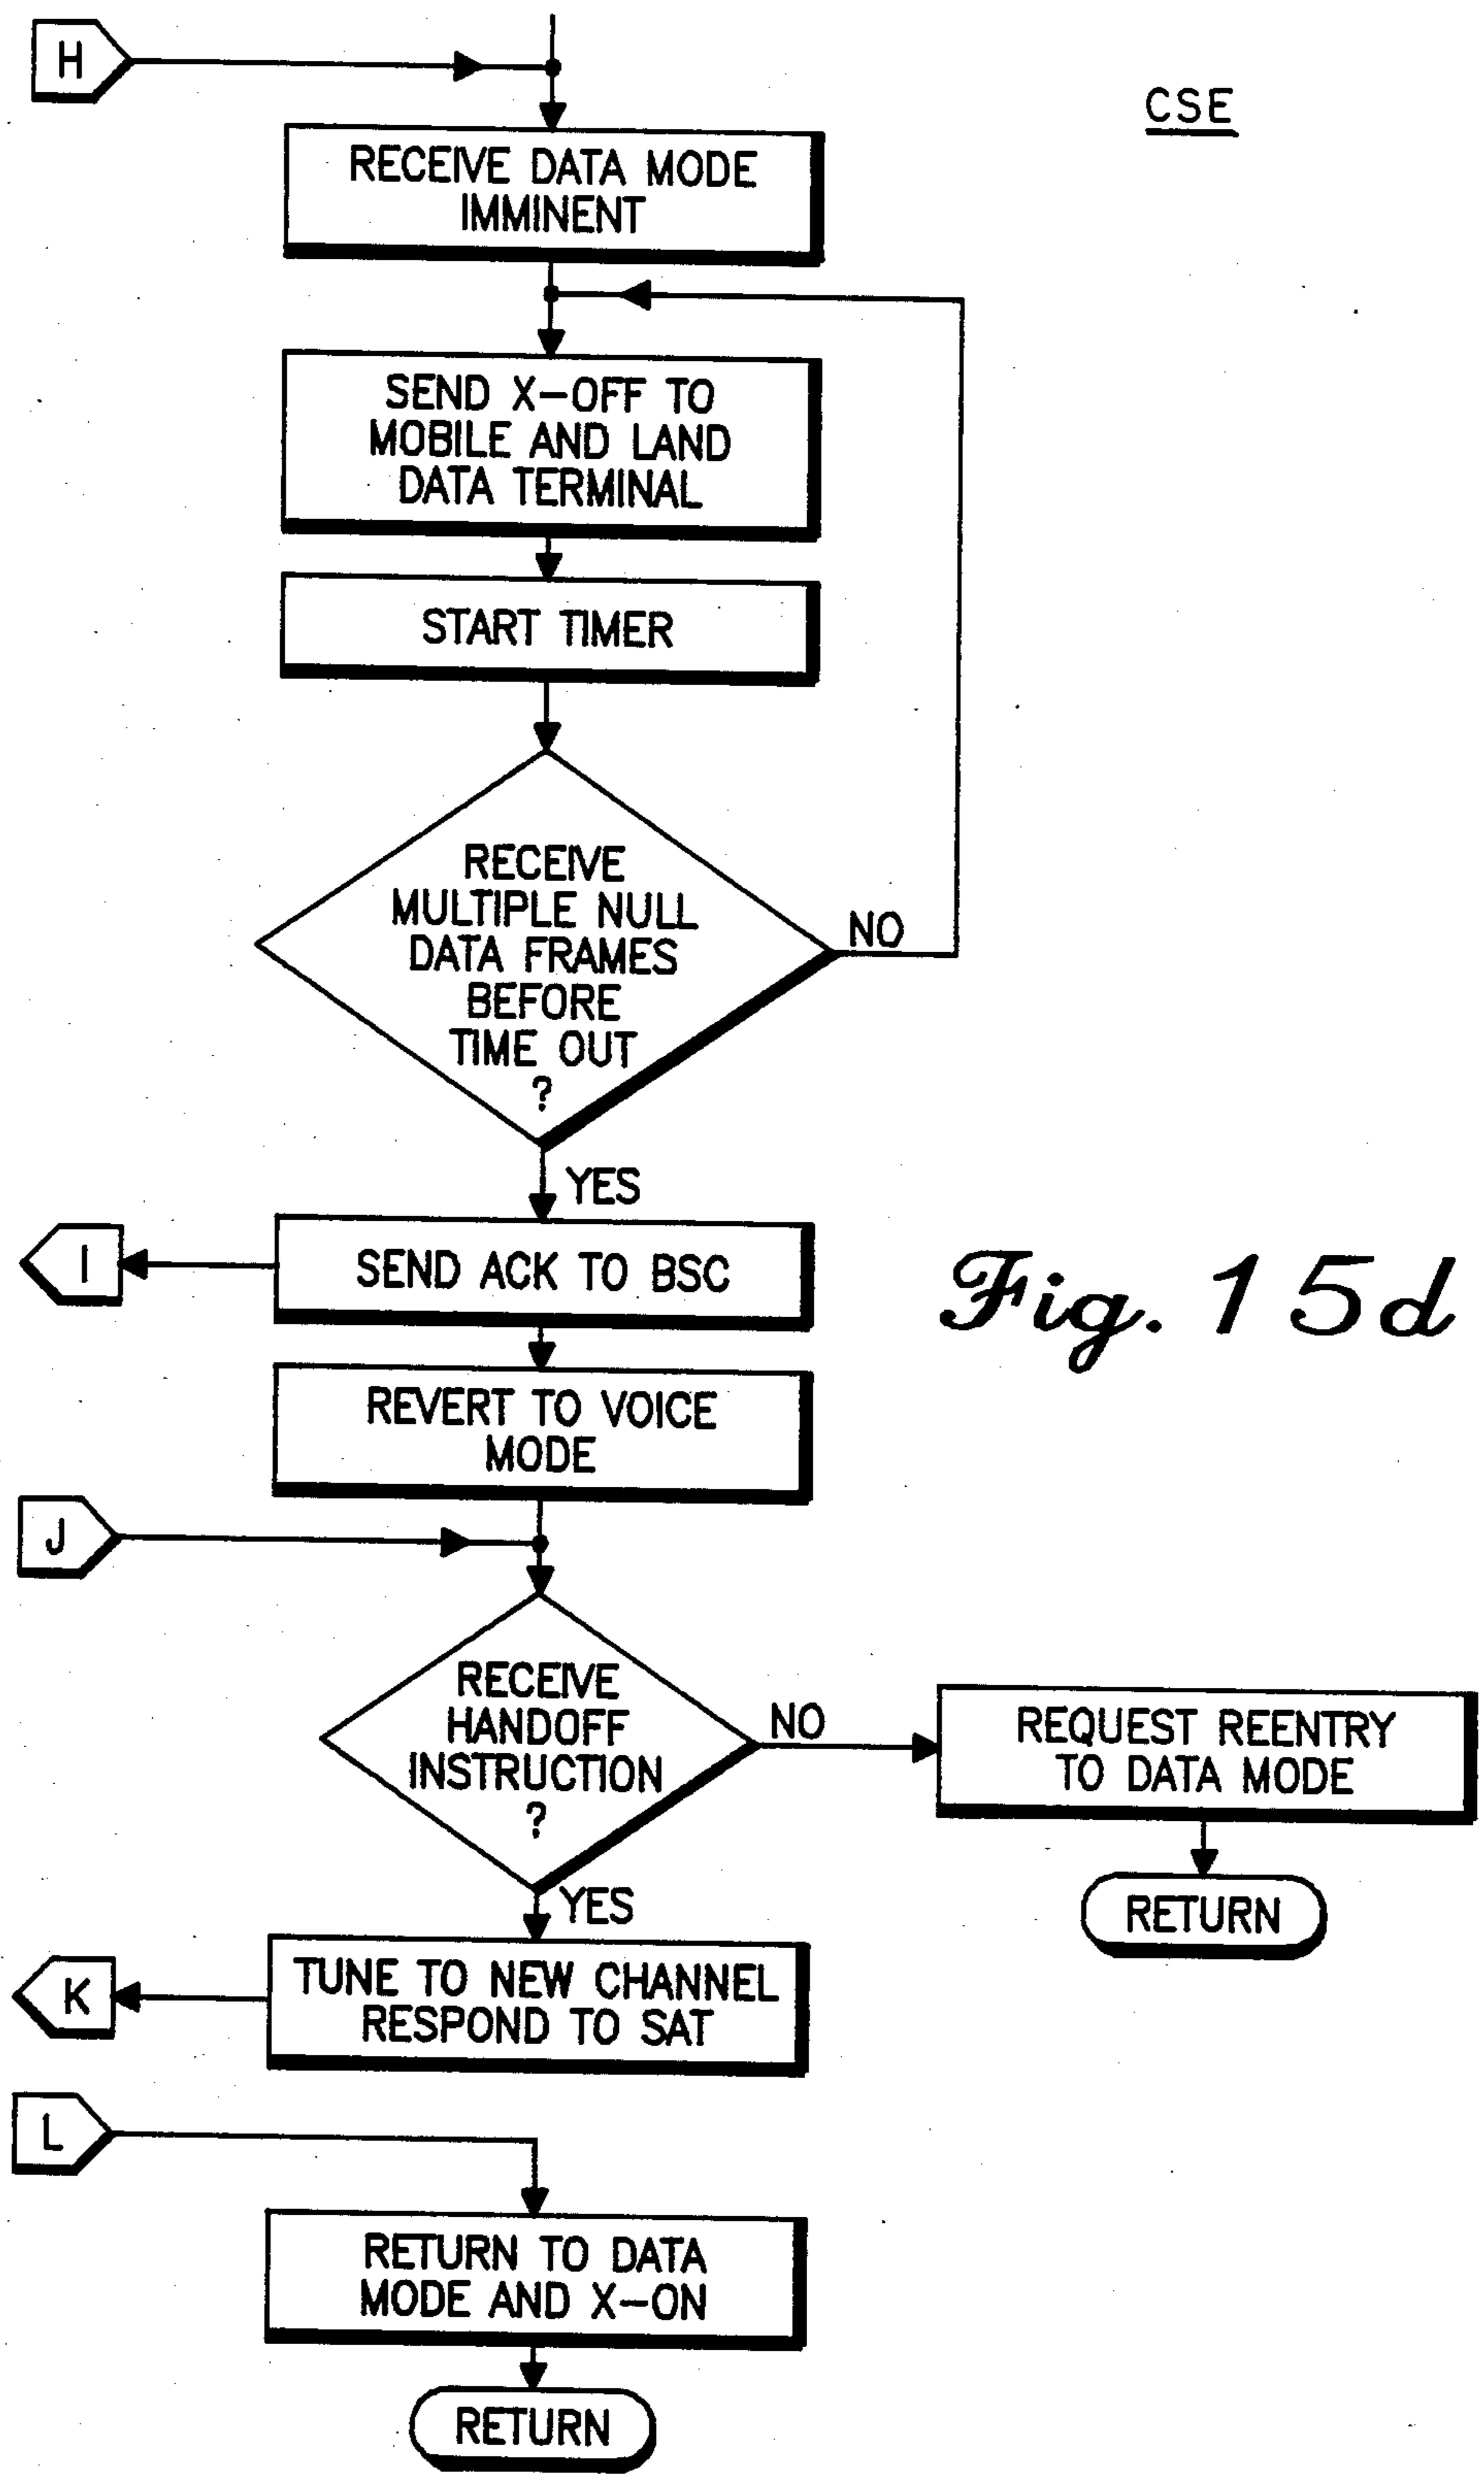 H
CSE
RECEIVE DATA MODE
IMMINENT
SEND X-OFF TO
MOBILE AND LAND
DATA TERMINAL
START TIMER
RECEIVE
MULTIPLE NULL
DATA FRAMES
BEFORE
TIME OUT
?
NO
YES
I
SEND ACK TO BSC
Fig. 15d
REVERT TO VOICE
MODE
J
RECEIVE
HANDOFF
INSTRUCTION
?
NO
REQUEST REENTRY
TO DATA MODE
RETURN
YES
K
TUNE TO NEW CHANNEL
RESPOND TO SAT
L
RETURN TO DATA
MODE AND X-ON
RETURN